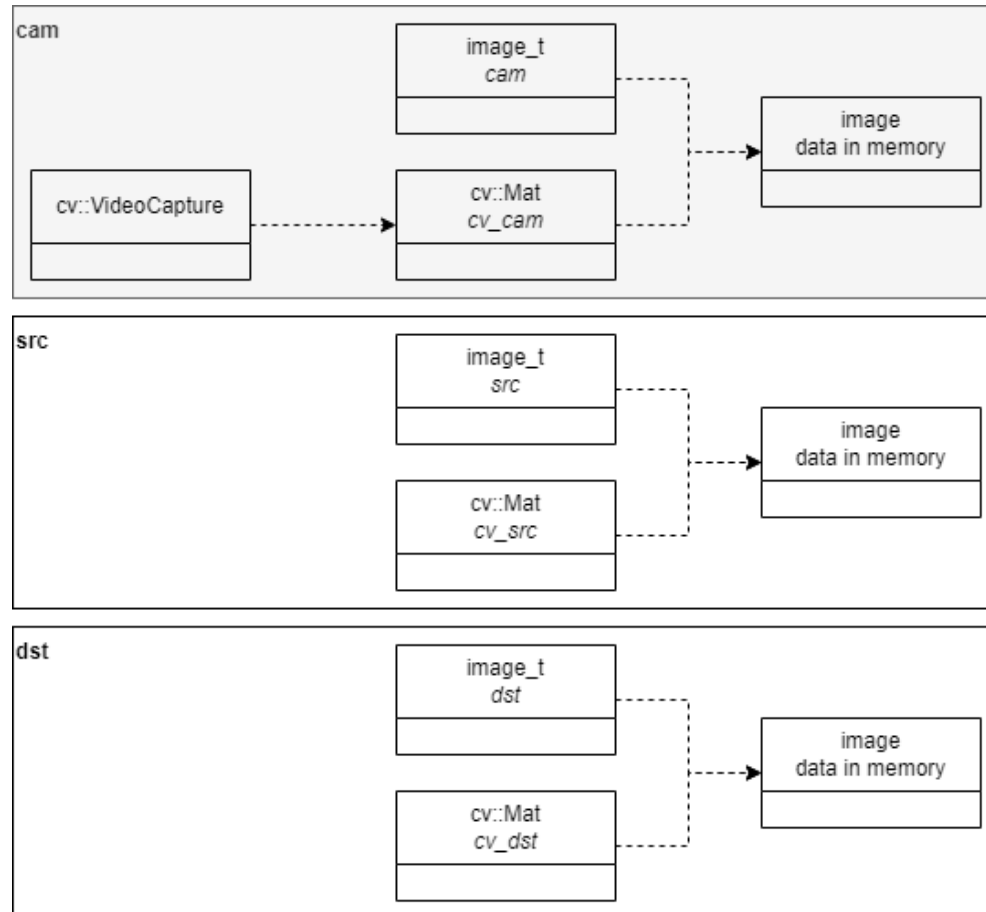 cam
image_t
cam
image
data in memory
cv::VideoCapture
cv::Mat
cv_cam
src
image_t
src
image
data in memory
cv::Mat
cv_src
dst
image_t
dst
image
data in memory
cv::Mat
cv_dst